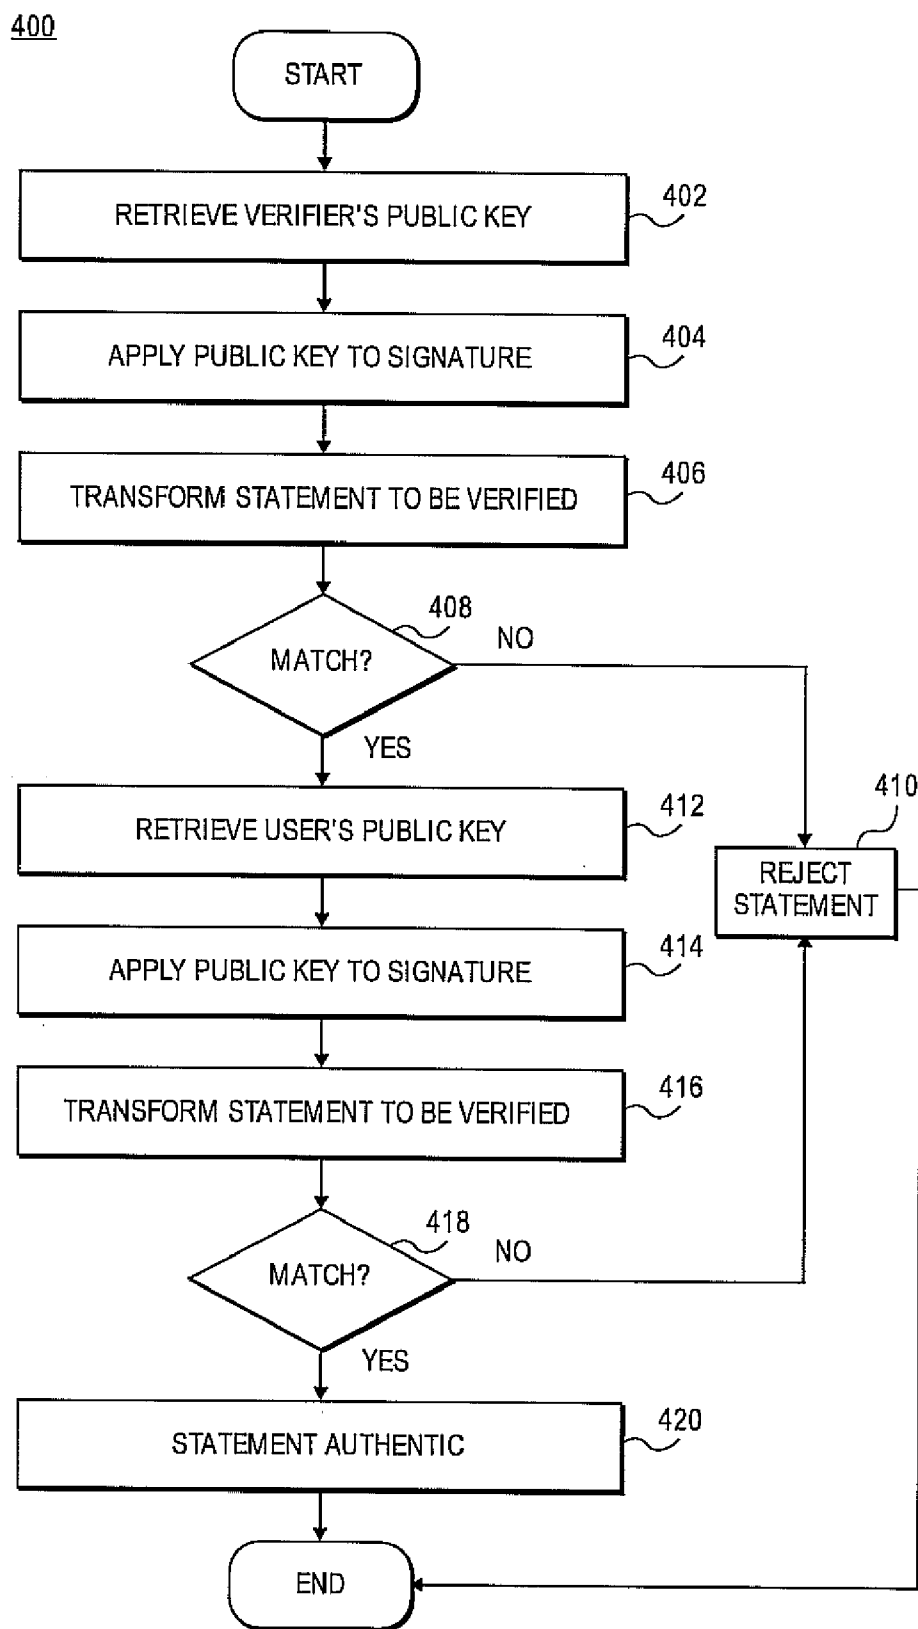 400
START
RETRIEVE VERIFIER'S PUBLIC KEY
402
APPLY PUBLIC KEY TO SIGNATURE
404
TRANSFORM STATEMENT TO BE VERIFIED
406
MATCH?
408
NO
YES
RETRIEVE USER'S PUBLIC KEY
412
410
REJECT
STATEMENT
APPLY PUBLIC KEY TO SIGNATURE
414
TRANSFORM STATEMENT TO BE VERIFIED
416
MATCH?
418
NO
YES
STATEMENT AUTHENTIC
420
END